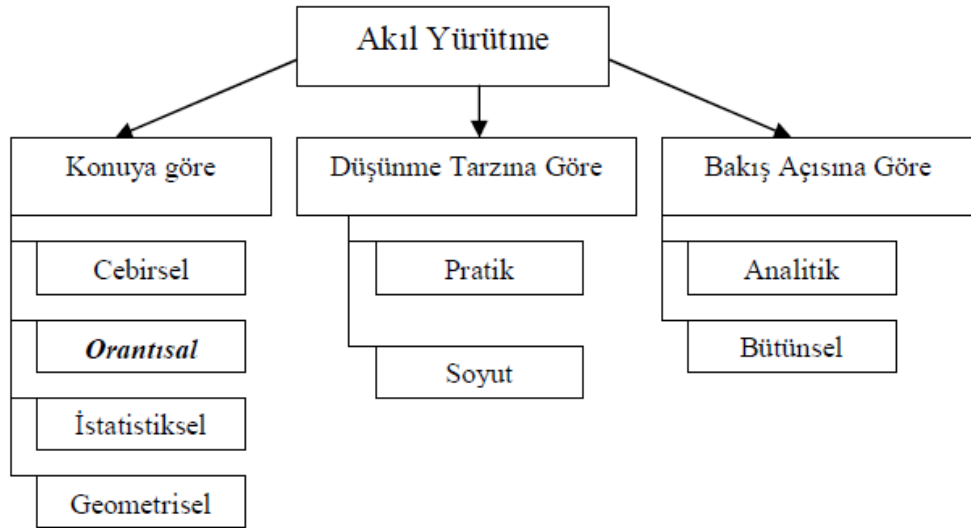 Akıl Yürütme
Konuya göre
Düşünme Tarzına Göre
Bakış Açısına Göre
Cebirsel
Orantısal
İstatistiksel
Geometrisel
Pratik
Soyut
Analitik
Bütünsel